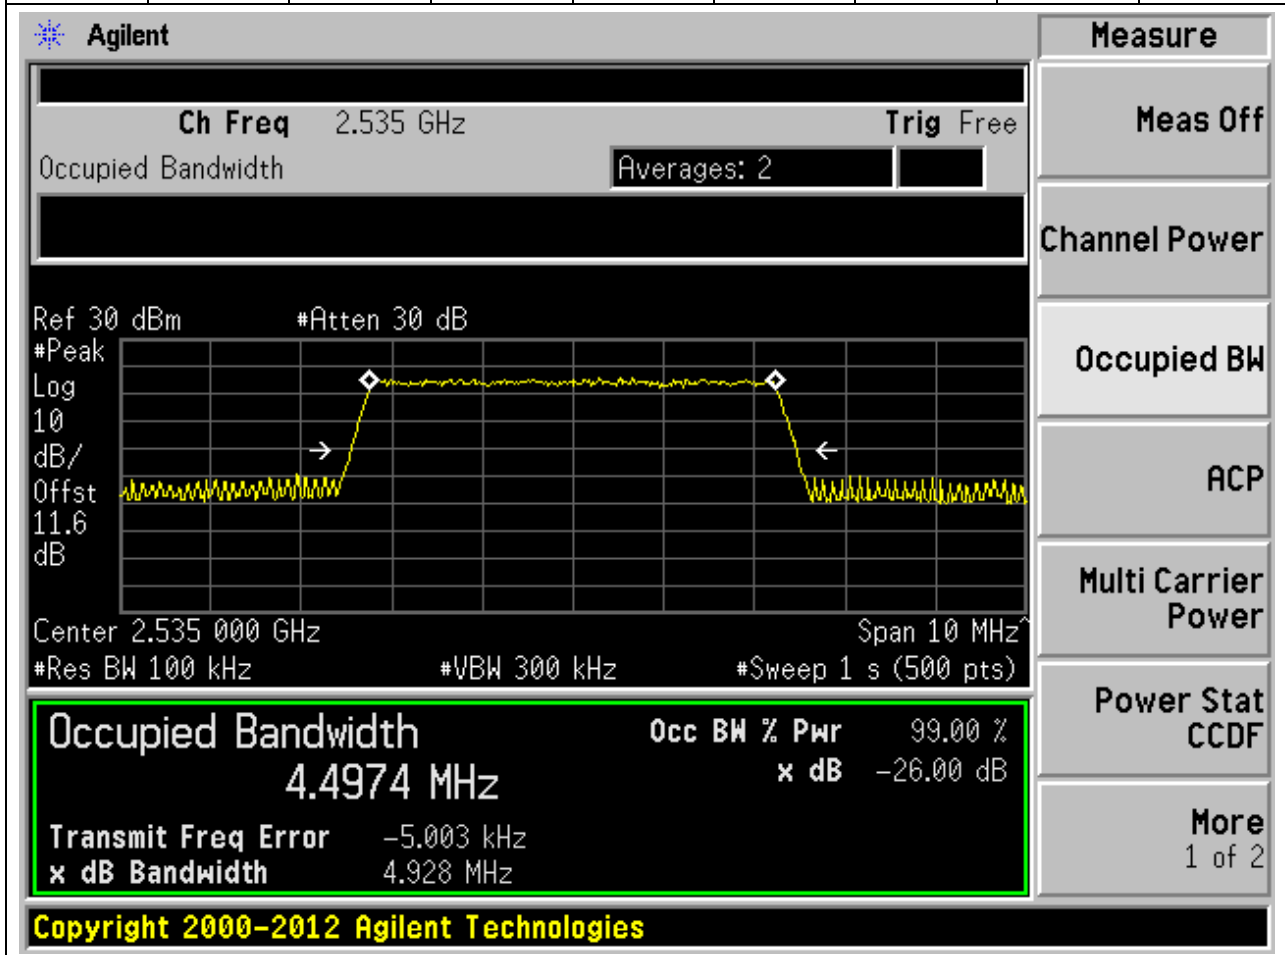 Agilent
Measure
Ch Freq 2.535 GHz Trig Free
Meas Off
Occupied Bandwidth Averages: 2
Channel Power
Ref 30 dBm #Atten 30 dB
#Peak
Log
10
dB/
Offst
11.6
dB
Occupied BW
ACP
Center 2.535 000 GHz Span 10 MHz^
#Res BW 100 kHz #VBW 300 kHz #Sweep 1 s (500 pts)
Multi Carrier
Power
Occupied Bandwidth Occ BW % Pwr 99.00 %
4.4974 MHz x dB -26.00 dB
Transmit Freq Error -5.003 kHz
x dB Bandwidth 4.928 MHz
Power Stat
CCDF
More
1 of 2
Copyright 2000-2012 Agilent Technologies